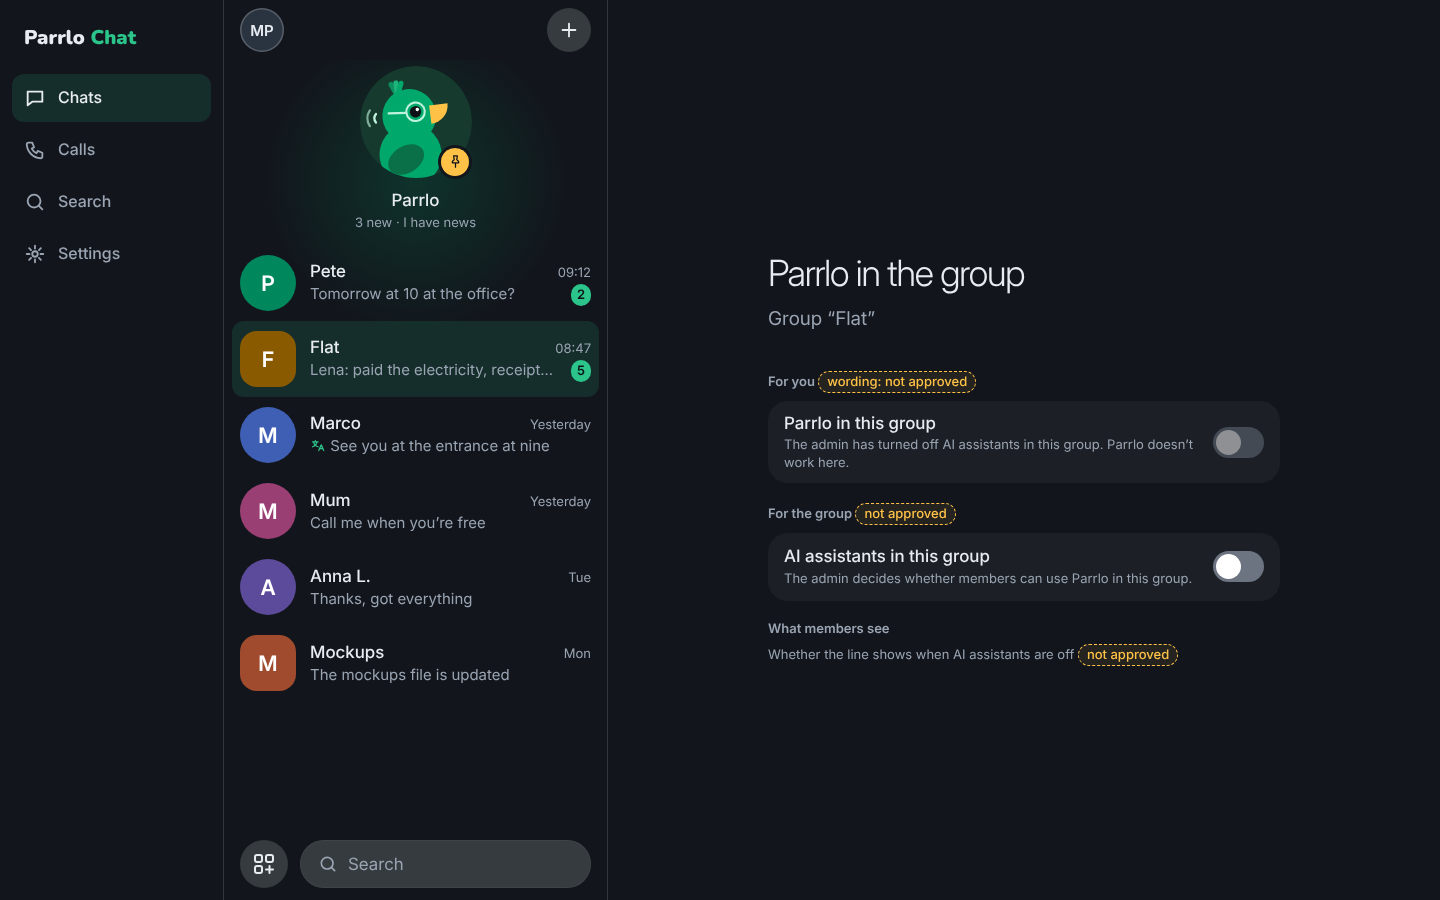 Parrlo Chat
Chats
Calls
Search
Settings
MP
Parrlo
3 new · I have news
P
Pete
09:12
Tomorrow at 10 at the office?
2
F
Flat
08:47
Lena: paid the electricity, receipt...
5
M
Marco
Yesterday
See you at the entrance at nine
M
Mum
Yesterday
Call me when you’re free
A
Anna L.
Tue
Thanks, got everything
M
Mockups
Mon
The mockups file is updated
Search
Parrlo in the group
Group “Flat”
For you wording: not approved
Parrlo in this group
The admin has turned off AI assistants in this group. Parrlo doesn’t
work here.
For the group not approved
AI assistants in this group
The admin decides whether members can use Parrlo in this group.
What members see
Whether the line shows when AI assistants are off not approved